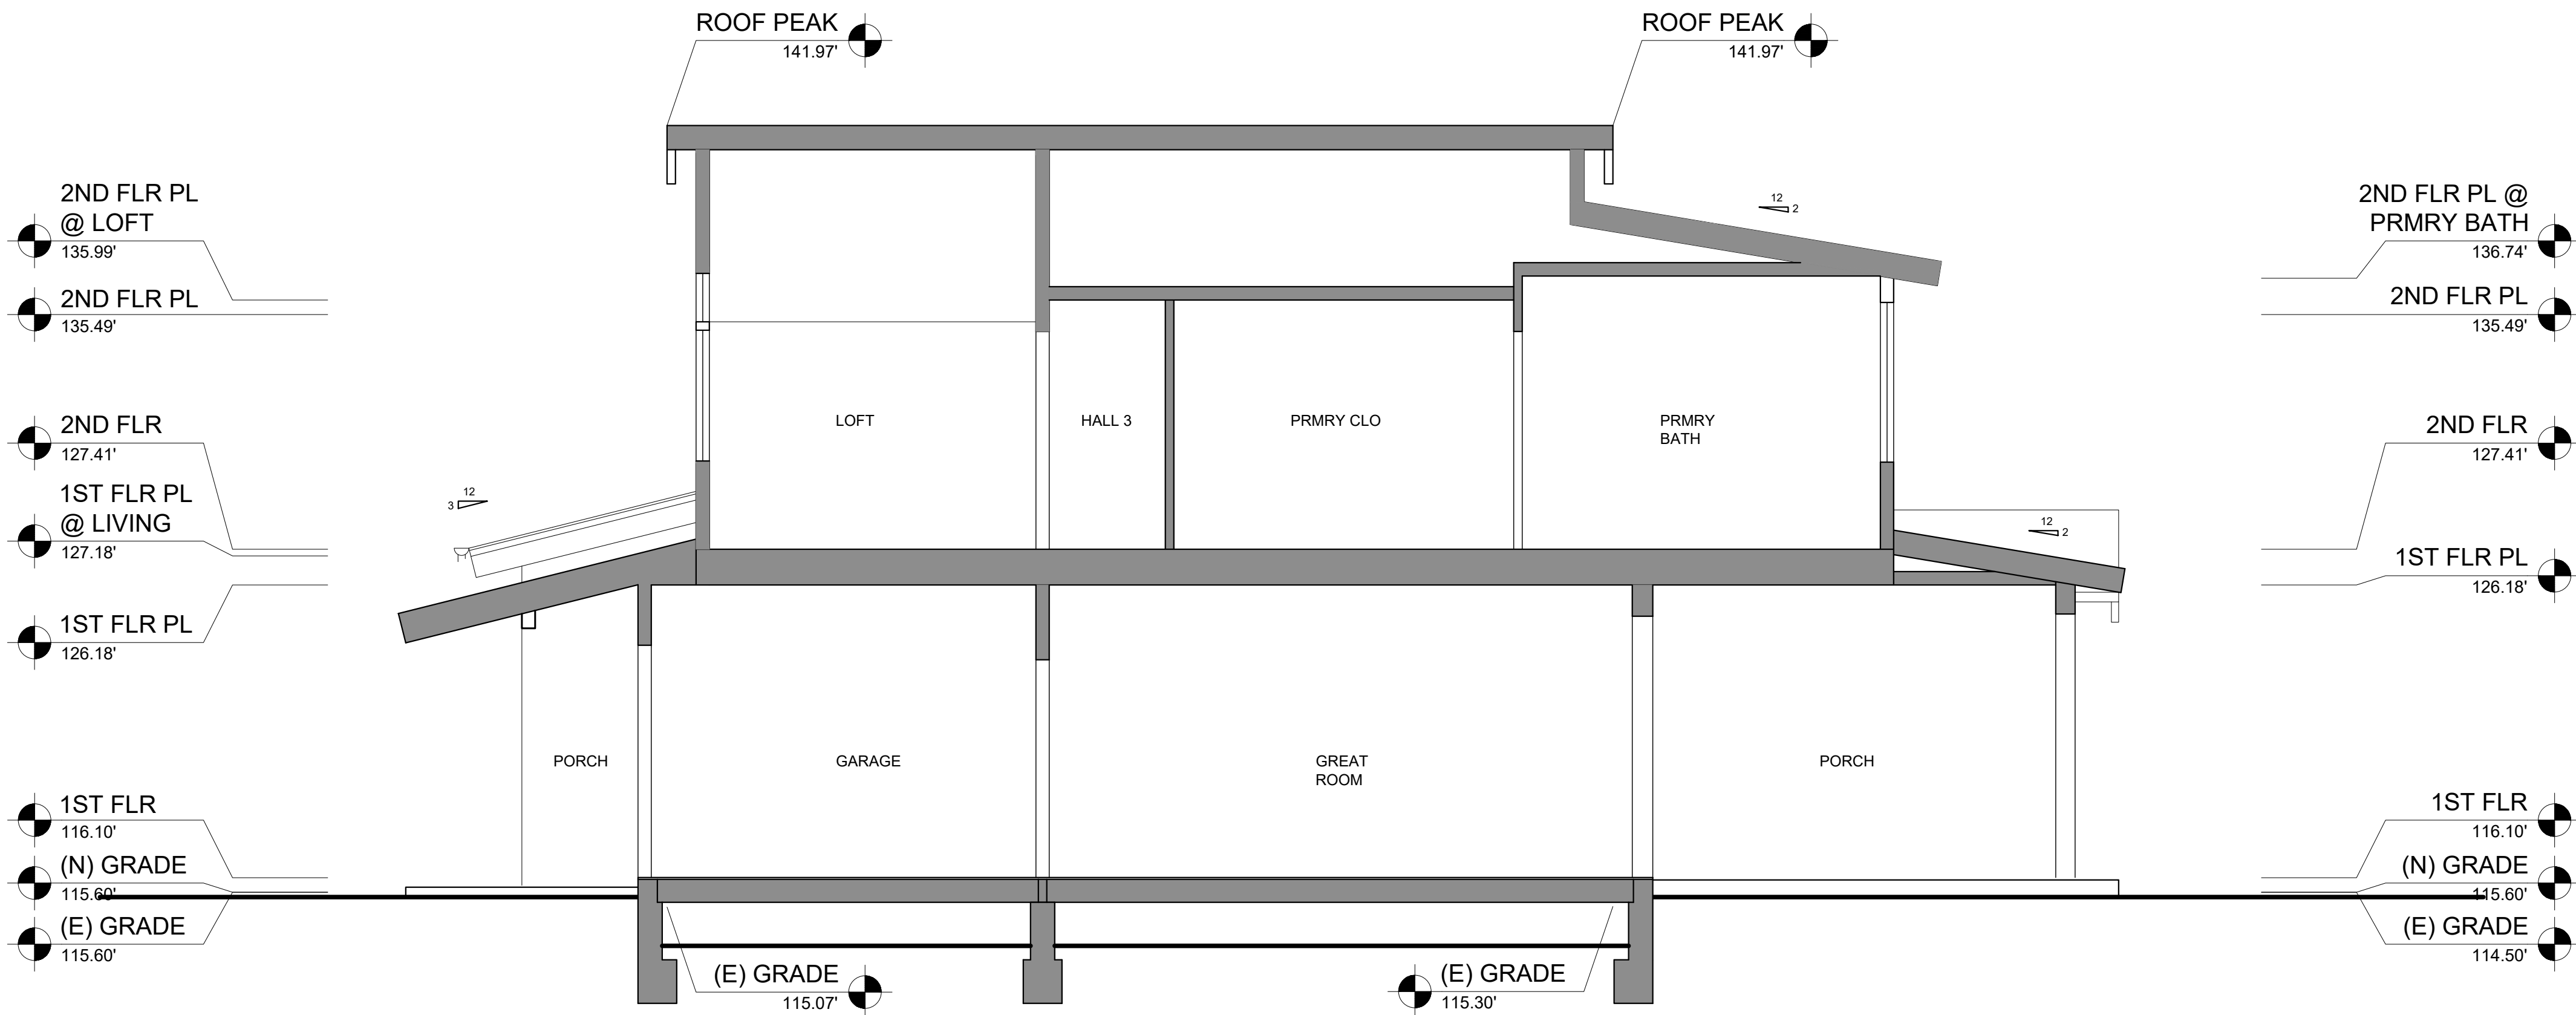 ROOF PEAK
141.97'
ROOF PEAK
141.97'
2ND FLR PL
@ LOFT
135.99'
2ND FLR PL
135.49'
2ND FLR
127.41'
1ST FLR PL
@ LIVING
127.18'
1ST FLR PL
126.18'
1ST FLR
116.10'
(N) GRADE
115.60'
(E) GRADE
115.60'
12
3
12
2
LOFT
HALL 3
PRMRY CLO
PRMRY
BATH
12
2
PORCH
GARAGE
GREAT
ROOM
PORCH
(E) GRADE
115.07'
(E) GRADE
115.30'
2ND FLR PL @
PRMRY BATH
136.74'
2ND FLR PL
135.49'
2ND FLR
127.41'
1ST FLR PL
126.18'
1ST FLR
116.10'
(N) GRADE
115.60'
(E) GRADE
114.50'